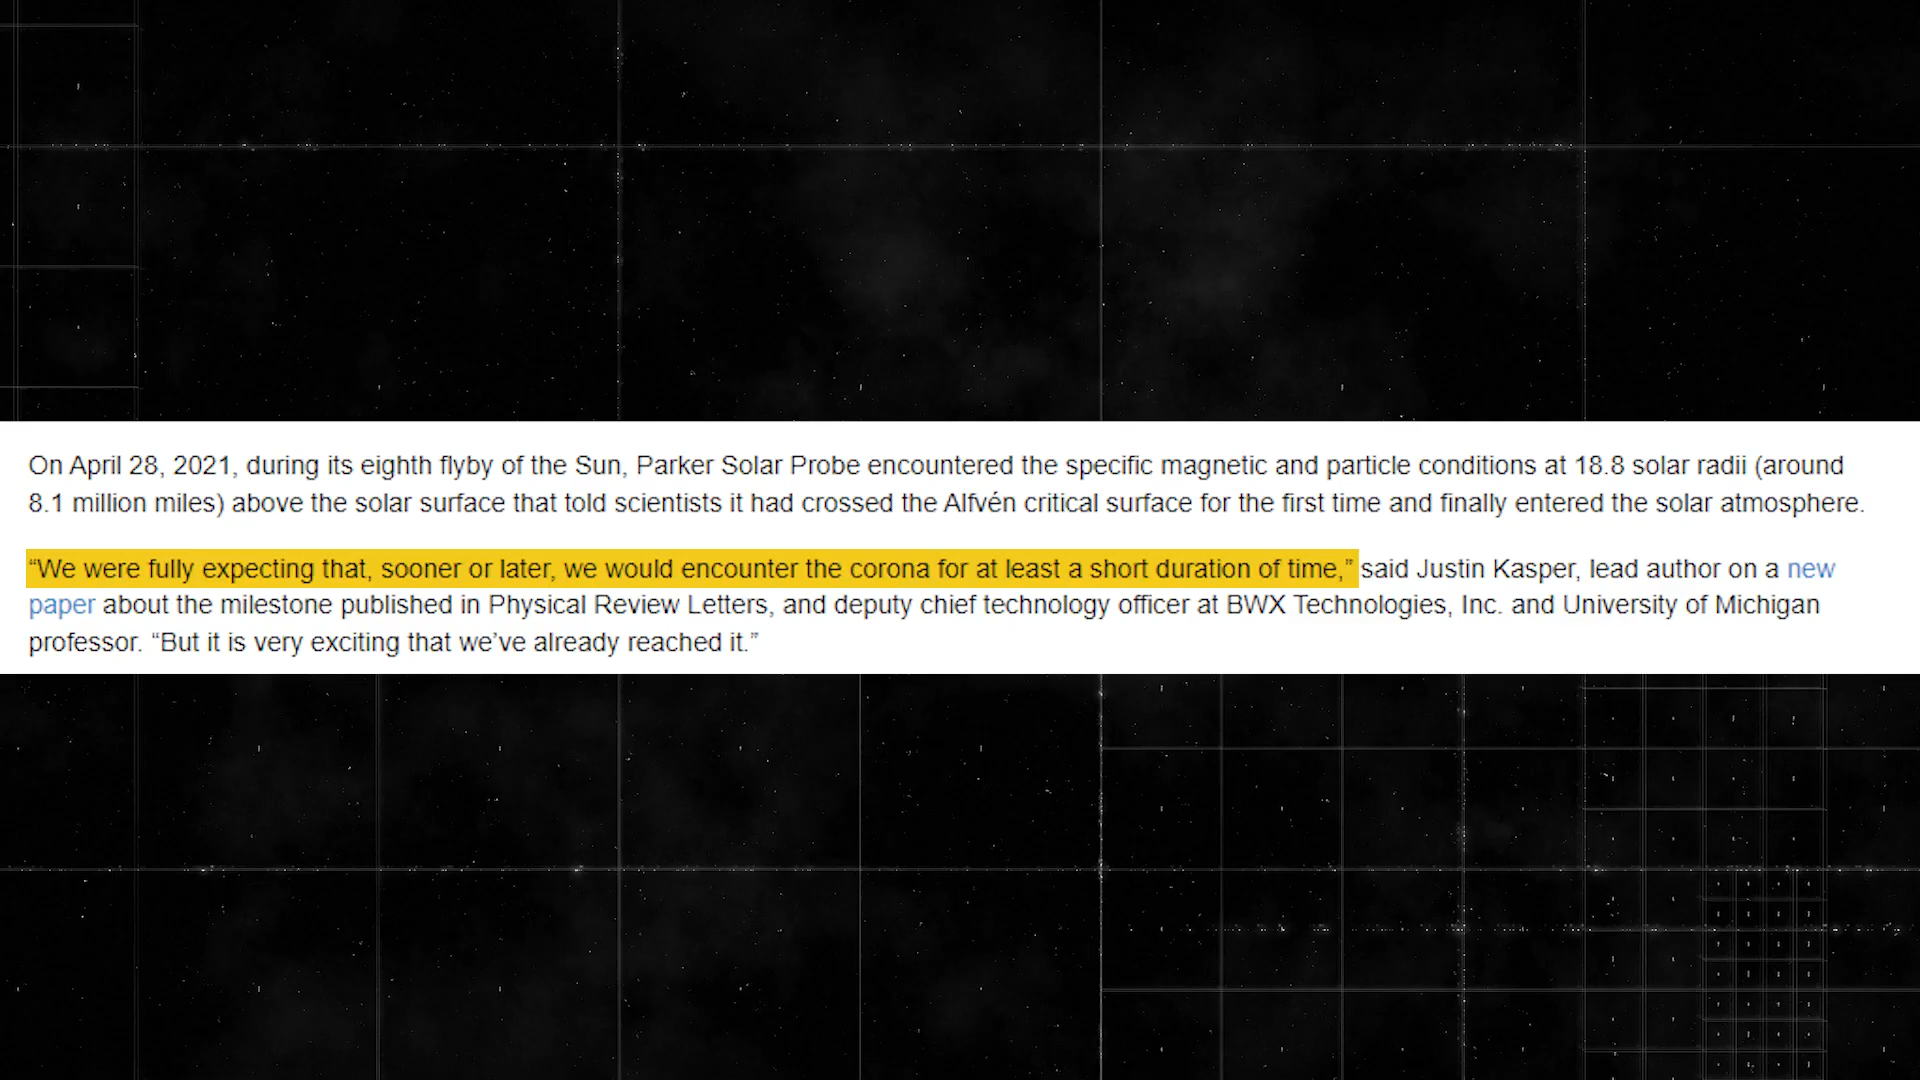 On April 28, 2021, during its eighth flyby of the Sun, Parker Solar Probe encountered the specific magnetic and particle conditions at 18.8 solar radii (around
8.1 million miles) above the solar surface that told scientists it had crossed the Alfvén critical surface for the first time and finally entered the solar atmosphere.
“We were fully expecting that, sooner or later, we would encounter the corona for at least a short duration of time,” said Justin Kasper, lead author on a new
paper about the milestone published in Physical Review Letters, and deputy chief technology officer at BWX Technologies, Inc. and University of Michigan
professor. “But it is very exciting that we’ve already reached it.”